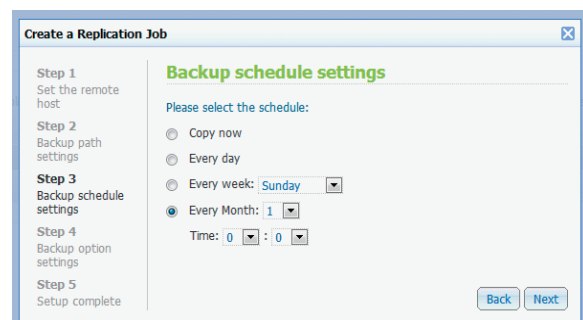 Create a Replication Job
Step 1
Set the remote
host
Step 2
Backup path
settings
Step 3
Backup schedule
settings
Step 4
Backup option
settings
Step 5
Setup complete
Backup schedule settings
Please select the schedule:
Copy now
Every day
Every week: Sunday
Every Month: 1
Time: 0 : 0
Back Next